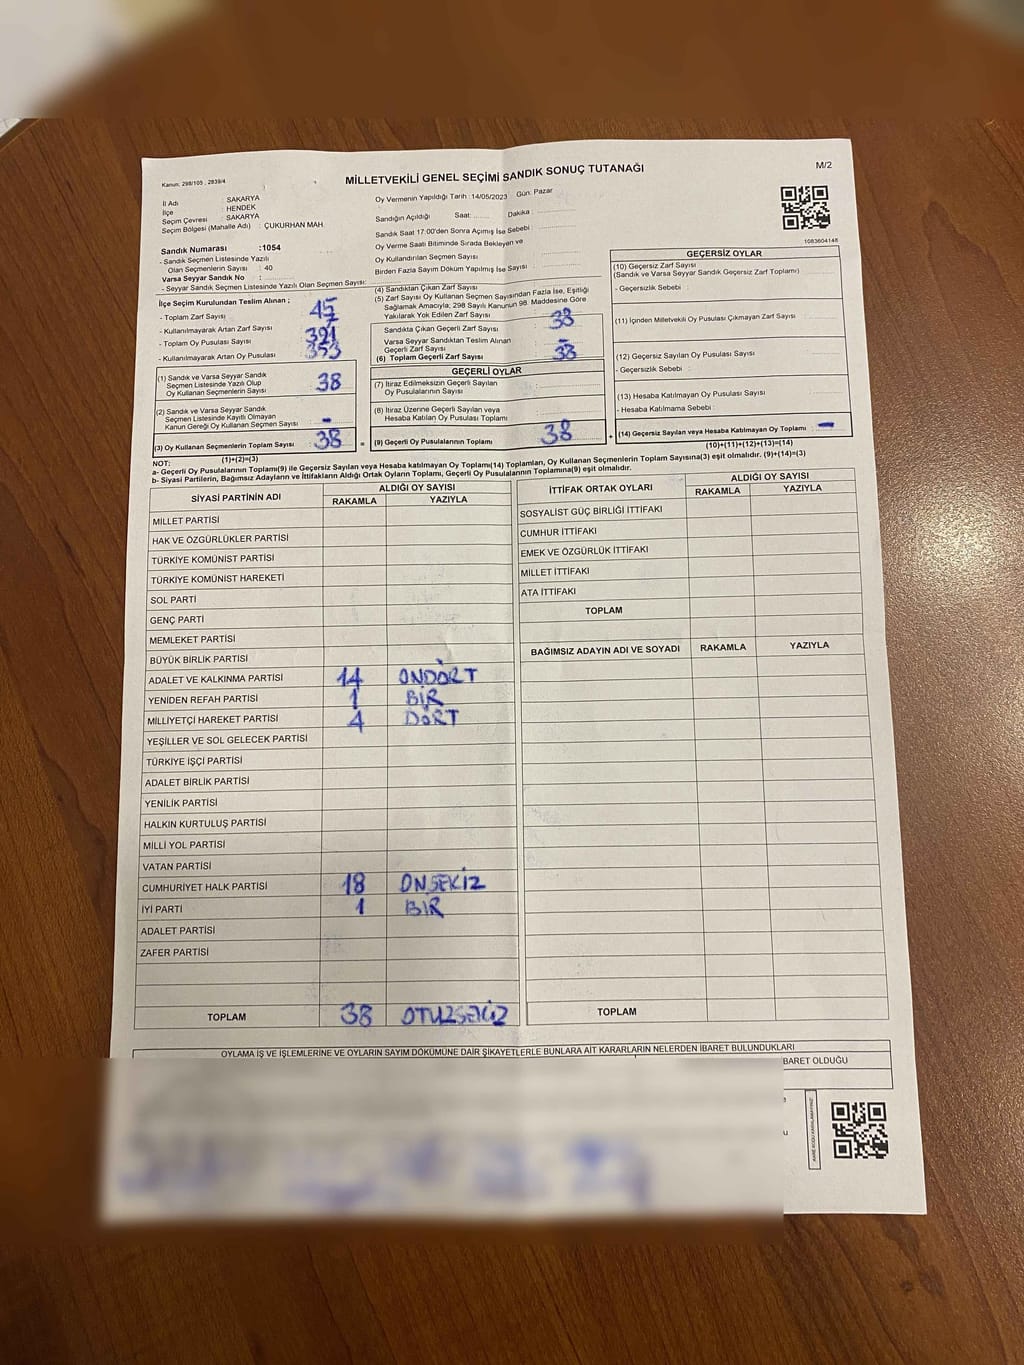 MİLLETVEKİLİ GENEL SEÇİMİ SANDIK SONUÇ TUTANAĞI
M/2
Kanun: 298/105 , 2839/4
İl Adı : SAKARYA
İlçe : HENDEK
Seçim Çevresi : SAKARYA
Seçim Bölgesi (Mahalle Adı) : ÇUKURHAN MAH.
Sandık Numarası :1054
- Sandık Seçmen Listesinde Yazılı
Olan Seçmenlerin Sayısı : 40
Varsa Seyyar Sandık No :
- Seyyar Sandık Seçmen Listesinde Yazılı Olan Seçmen Sayısı:
Oy Vermenin Yapıldığı Tarih :14/05/2023 Gün: Pazar
Sandığın Açıldığı Saat: Dakika :
Sandık Saat 17:00'den Sonra Açılmış İse Sebebi :
Oy Verme Saati Bitiminde Sırada Bekleyen ve
Oy Kullandırılan Seçmen Sayısı :
Birden Fazla Sayım Döküm Yapılmış İse Sayısı :
1083604148
İlçe Seçim Kurulundan Teslim Alınan ;
- Toplam Zarf Sayısı 45
- Kullanılmayarak Artan Zarf Sayısı 7
- Toplam Oy Pusulası Sayısı
- Kullanılmayarak Artan Oy Pusulası 353
(1) Sandık ve Varsa Seyyar Sandık
Seçmen Listesinde Yazılı Olup
Oy Kullanan Seçmenlerin Sayısı 38
(2) Sandık ve Varsa Seyyar Sandık
Seçmen Listesinde Kayıtlı Olmayan
Kanun Gereği Oy Kullanan Seçmen Sayısı -
(3) Oy Kullanan Seçmenlerin Toplam Sayısı 38
(1)+(2)=(3)
(4) Sandıktan Çıkan Zarf Sayısı
(5) Zarf Sayısı Oy Kullanan Seçmen Sayısından Fazla İse, Eşitliği
Sağlamak Amacıyla; 298 Sayılı Kanunun 98. Maddesine Göre
Yakılarak Yok Edilen Zarf Sayısı :
Sandıkta Çıkan Geçerli Zarf Sayısı 38
Varsa Seyyar Sandıktan Teslim Alınan
Geçerli Zarf Sayısı -
(6) Toplam Geçerli Zarf Sayısı 38
GEÇERLİ OYLAR
(7) İtiraz Edilmeksizin Geçerli Sayılan
Oy Pusulalarının Sayısı :
(8) İtiraz Üzerine Geçerli Sayılan veya
Hesaba Katılan Oy Pusulası Toplamı :
= (9) Geçerli Oy Pusulalarının Toplamı 38 +
GEÇERSİZ OYLAR
(10) Geçersiz Zarf Sayısı
(Sandık ve Varsa Seyyar Sandık Geçersiz Zarf Toplamı)
- Geçersizlik Sebebi :
(11) İçinden Milletvekili Oy Pusulası Çıkmayan Zarf Sayısı :
(12) Geçersiz Sayılan Oy Pusulası Sayısı
- Geçersizlik Sebebi :
(13) Hesaba Katılmayan Oy Pusulası Sayısı
- Hesaba Katılmama Sebebi :
(14) Geçersiz Sayılan veya Hesaba Katılmayan Oy Toplamı -
(10)+(11)+(12)+(13)=(14)
NOT:
a- Geçerli Oy Pusulalarının Toplamı(9) ile Geçersiz Sayılan veya Hesaba katılmayan Oy Toplamı(14) Toplamları, Oy Kullanan Seçmenlerin Toplam Sayısına(3) eşit olmalıdır. (9)+(14)=(3)
b- Siyasi Partilerin, Bağımsız Adayların ve İttifakların Aldığı Ortak Oyların Toplamı, Geçerli Oy Pusulalarının Toplamına(9) eşit olmalıdır.
SİYASİ PARTİNİN ADI ALDIĞI OY SAYISI
RAKAMLA YAZIYLA
MİLLET PARTİSİ
HAK VE ÖZGÜRLÜKLER PARTİSİ
TÜRKİYE KOMÜNİST PARTİSİ
TÜRKİYE KOMÜNİST HAREKETİ
SOL PARTİ
GENÇ PARTİ
MEMLEKET PARTİSİ
BÜYÜK BİRLİK PARTİSİ
ADALET VE KALKINMA PARTİSİ 14 ONDÖRT
YENİDEN REFAH PARTİSİ 1 BİR
MİLLİYETÇİ HAREKET PARTİSİ 4 DÖRT
YEŞİLLER VE SOL GELECEK PARTİSİ
TÜRKİYE İŞÇİ PARTİSİ
ADALET BİRLİK PARTİSİ
YENİLİK PARTİSİ
HALKIN KURTULUŞ PARTİSİ
MİLLİ YOL PARTİSİ
VATAN PARTİSİ
CUMHURİYET HALK PARTİSİ 18 ONSEKİZ
İYİ PARTİ 1 BİR
ADALET PARTİSİ
ZAFER PARTİSİ
TOPLAM 38 OTUZSEKİZ
İTTİFAK ORTAK OYLARI ALDIĞI OY SAYISI
RAKAMLA YAZIYLA
SOSYALİST GÜÇ BİRLİĞİ İTTİFAKI
CUMHUR İTTİFAKI
EMEK VE ÖZGÜRLÜK İTTİFAKI
MİLLET İTTİFAKI
ATA İTTİFAKI
TOPLAM
BAĞIMSIZ ADAYIN ADI VE SOYADI RAKAMLA YAZIYLA
TOPLAM
OYLAMA İŞ VE İŞLEMLERİNE VE OYLARIN SAYIM DÖKÜMÜNE DAİR ŞİKAYETLERLE BUNLARA AİT KARARLARIN NELERDEN İBARET BULUNDUKLARI
BARET OLDUĞU